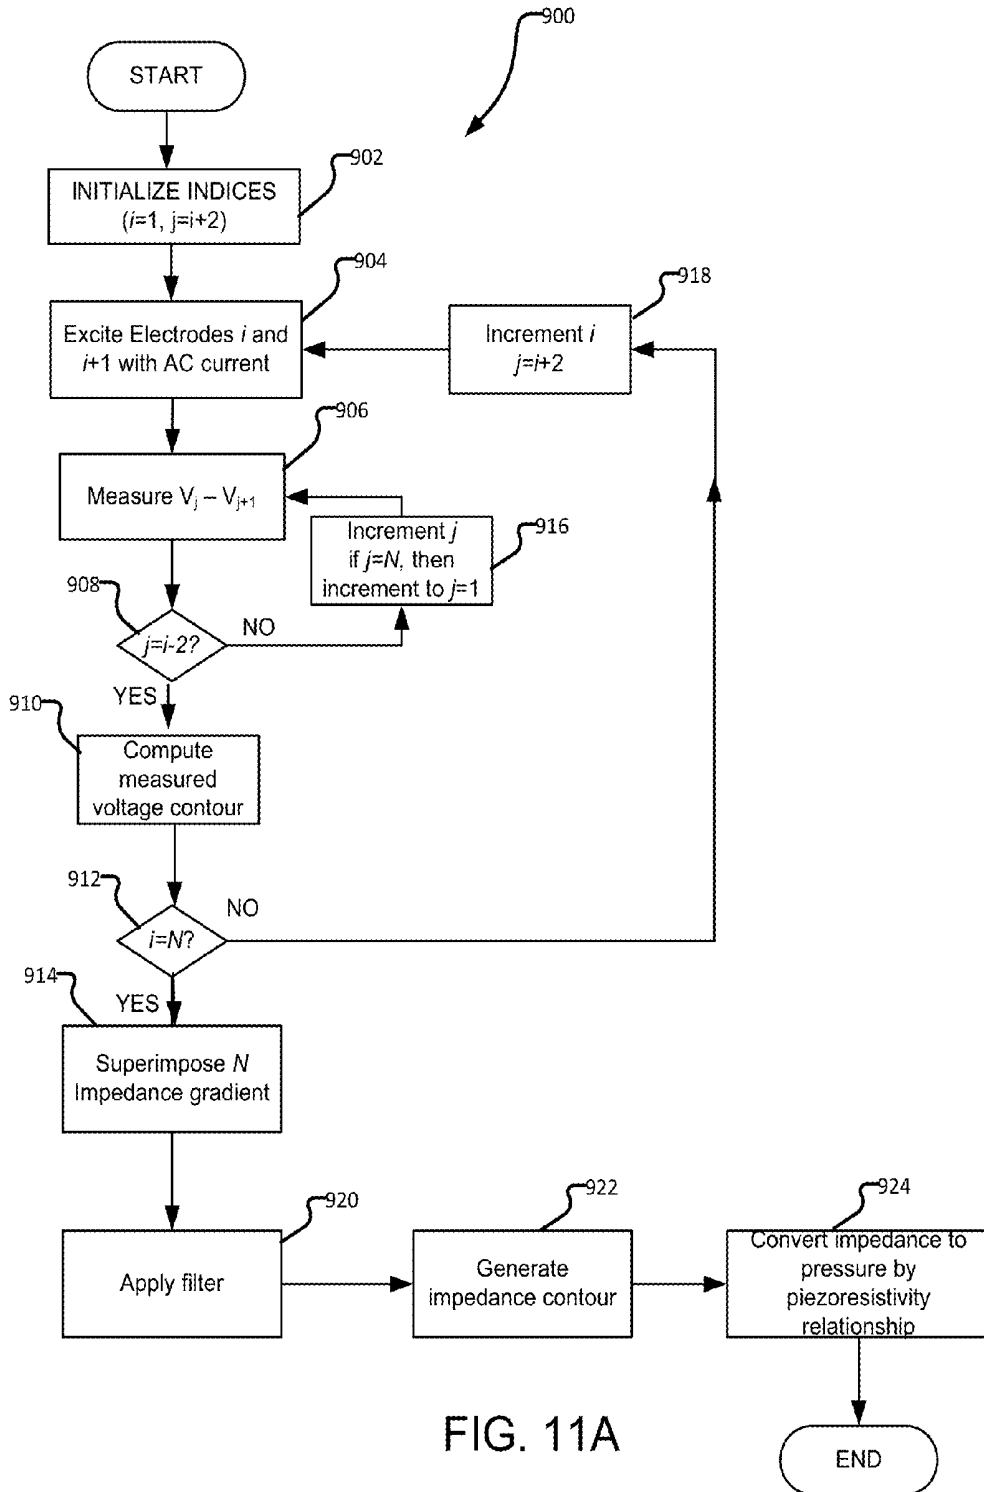 900
START
902
INITIALIZE INDICES
(i=1, j=i+2)
904
Excite Electrodes i and
i+1 with AC current
918
Increment i
j=i+2
906
Measure Vj – Vj+1
Increment j
if j=N, then
increment to j=1
916
908
j=i-2?
NO
YES
910
Compute
measured
voltage contour
912
NO
i=N?
914
YES
Superimpose N
Impedance gradient
920
Apply filter
922
Generate
impedance contour
924
Convert impedance to
pressure by
piezoresistivity
relationship
END
FIG. 11A